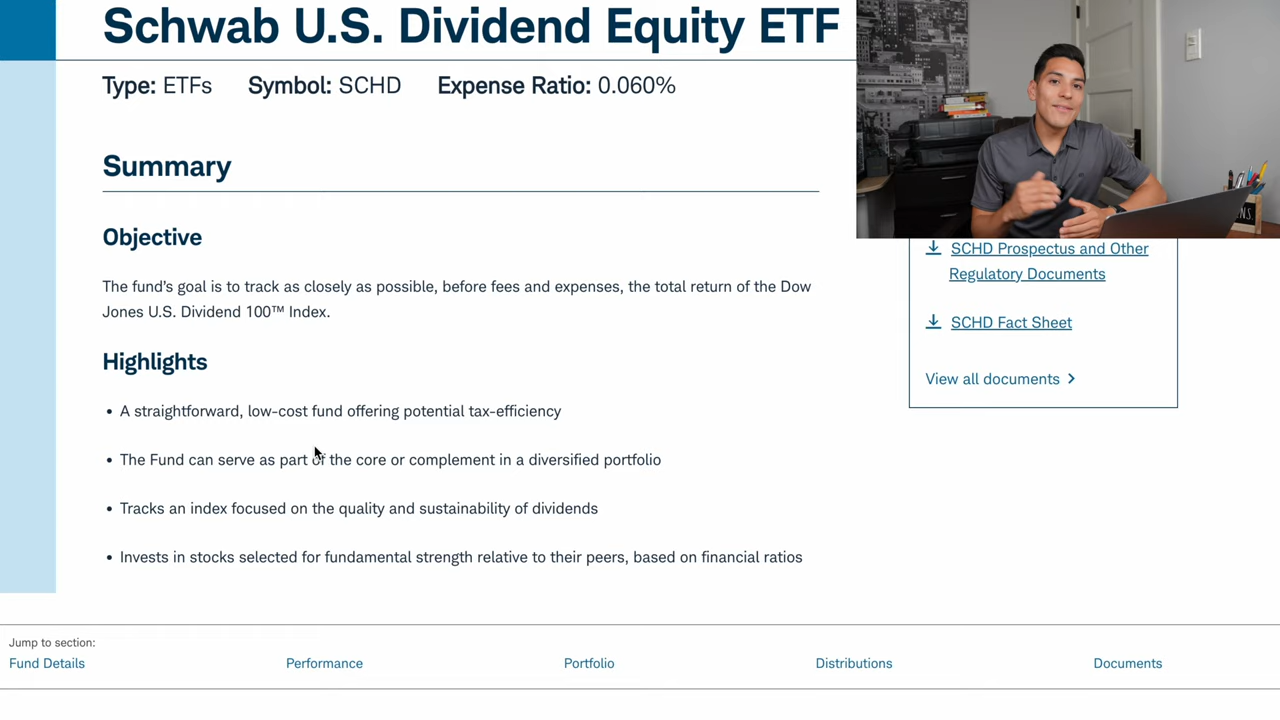 Schwab U.S. Dividend Equity ETF
Type: ETFs Symbol: SCHD Expense Ratio: 0.060%
Summary
Objective
The fund's goal is to track as closely as possible, before fees and expenses, the total return of the Dow
Jones U.S. Dividend 100™ Index.
Highlights
• A straightforward, low-cost fund offering potential tax-efficiency
• The Fund can serve as part of the core or complement in a diversified portfolio
• Tracks an index focused on the quality and sustainability of dividends
• Invests in stocks selected for fundamental strength relative to their peers, based on financial ratios
SCHD Prospectus and Other
Regulatory Documents
SCHD Fact Sheet
View all documents
Jump to section:
Fund Details Performance Portfolio Distributions Documents